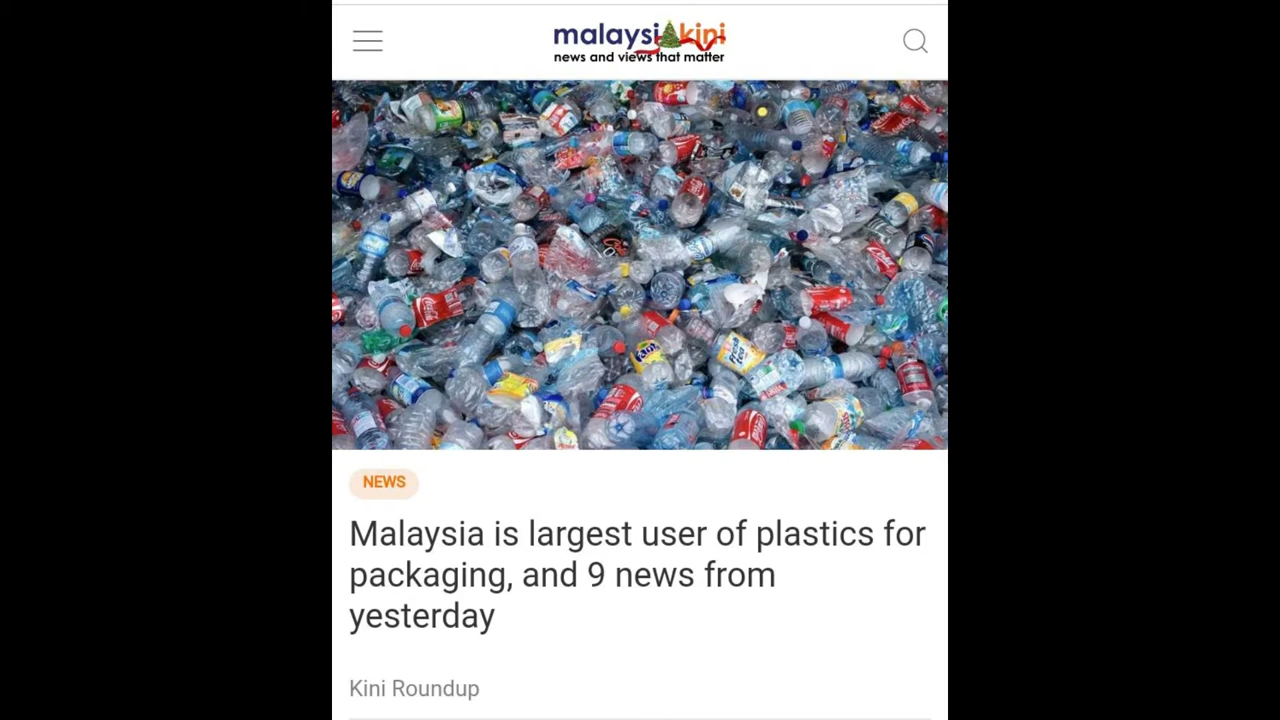 malaysiakini
news and views that matter
NEWS
Malaysia is largest user of plastics for
packaging, and 9 news from
yesterday
Kini Roundup